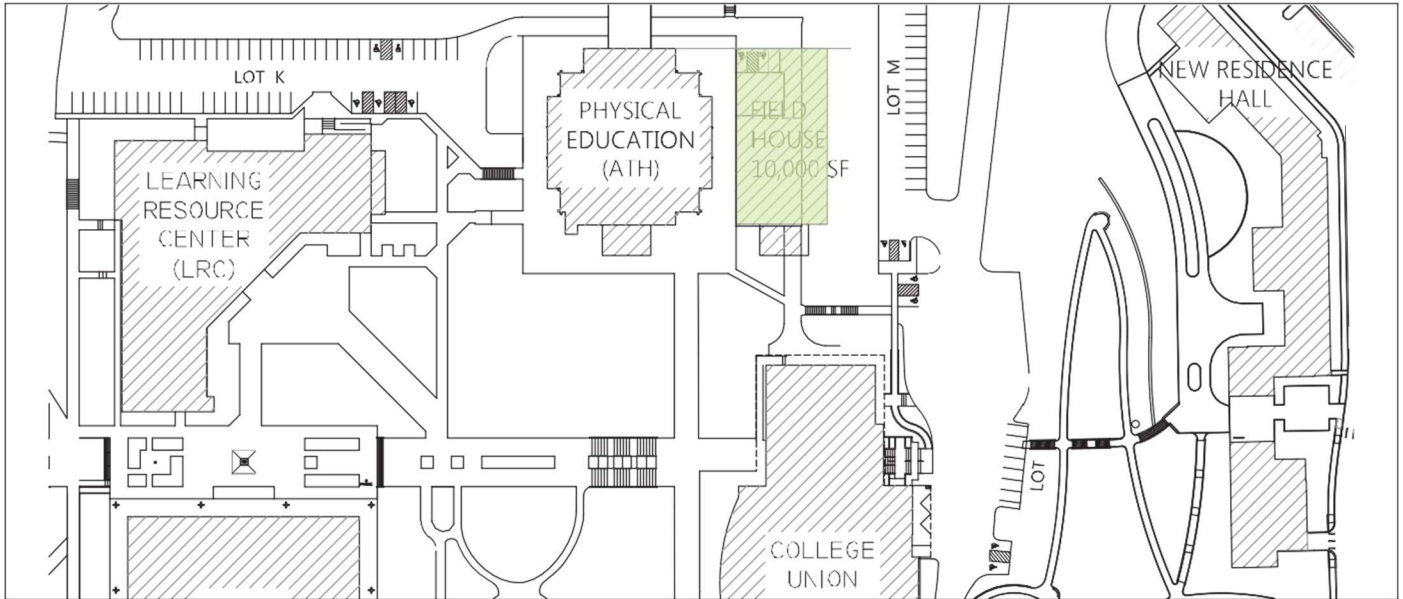 LOT K
LEARNING
RESOURCE
CENTER
(LRC)
PHYSICAL
EDUCATION
(ATH)
FIELD
HOUSE
10,000 SF
LOT M
NEW RESIDENCE
HALL
LOT
COLLEGE
UNION